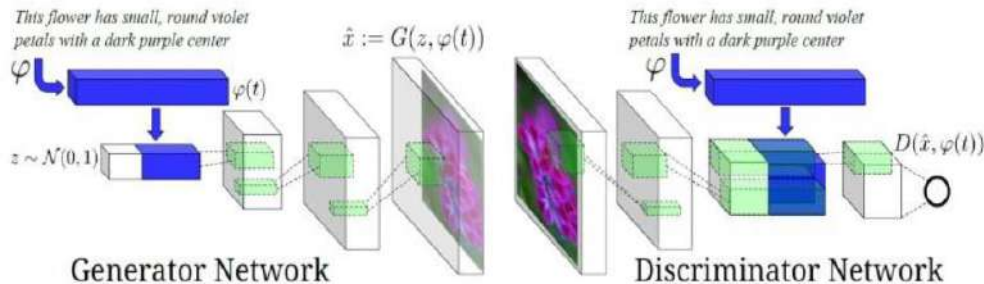 This flower has small, round violet
petals with a dark purple center
φ
φ(t)
z ~ N(0, 1)
x̂ := G(z, φ(t))
Generator Network
This flower has small, round violet
petals with a dark purple center
φ
D(x̂, φ(t))
Discriminator Network